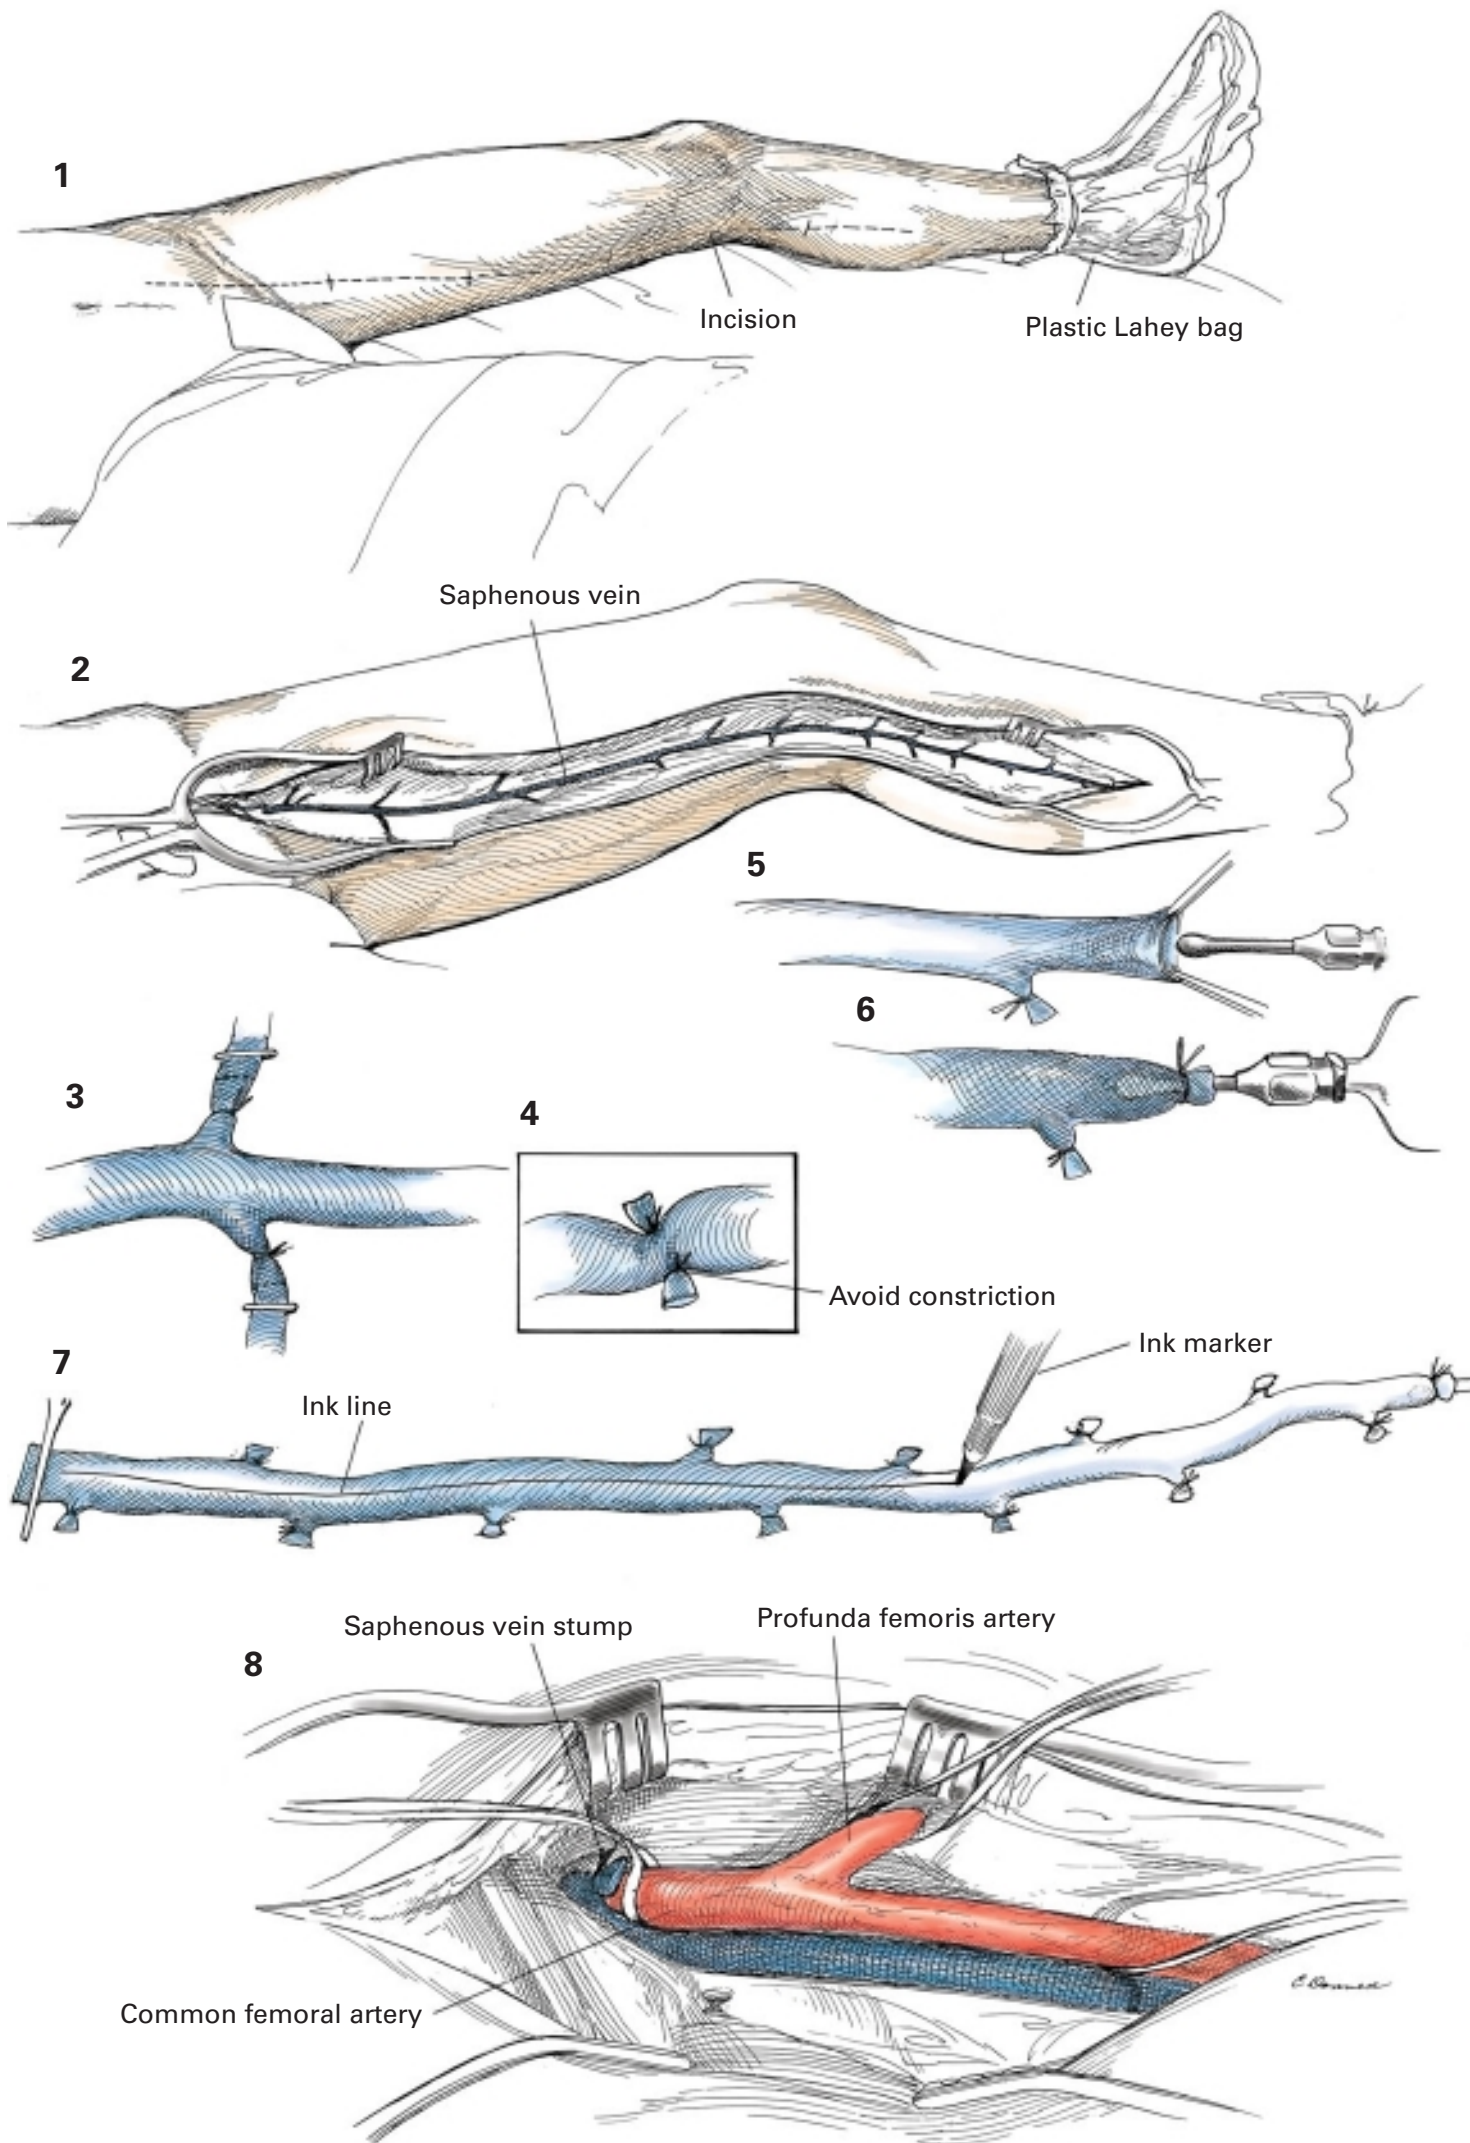 1
Incision
Plastic Lahey bag
Saphenous vein
2
5
6
3
4
Avoid constriction
Ink marker
7
Ink line
Saphenous vein stump
Profunda femoris artery
8
Common femoral artery